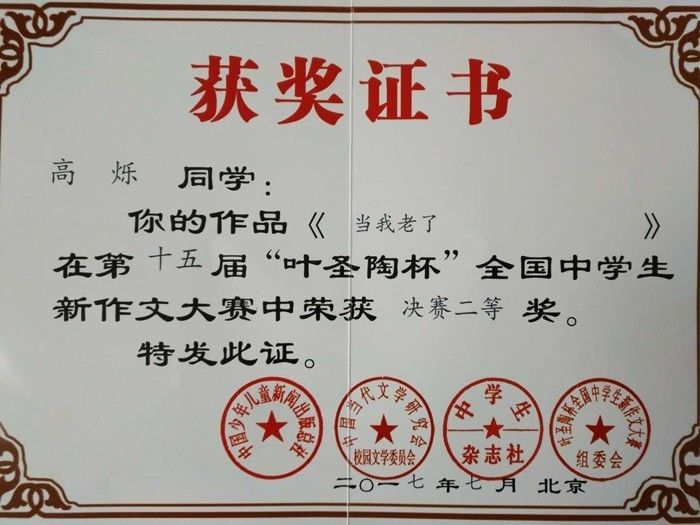 获奖证书
高烁 同学：
你的作品《当我老了》
在第十五届“叶圣陶杯”全国中学生
新作文大赛中荣获 决赛二等 奖。
特发此证。
中国少年儿童新闻出版总社
中国当代文学研究会
校园文学委员会
中学生
杂志社
叶圣陶杯全国中学生新作文大赛
组委会
二〇一七年七月 北京